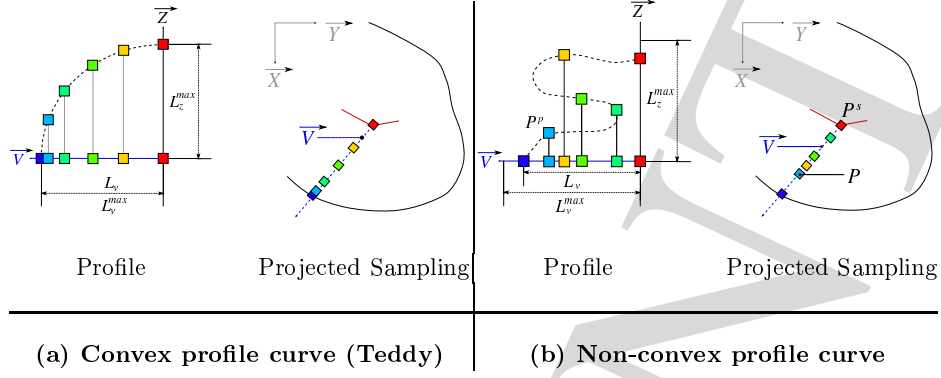 Z
L_z^max
V
L_v
L_v^max
Profile
Y
X
V
Projected Sampling
(a) Convex profile curve (Teddy)
Z
P^p
L_z^max
V
L_v
L_v^max
Profile
Y
X
P^s
V
P
Projected Sampling
(b) Non-convex profile curve